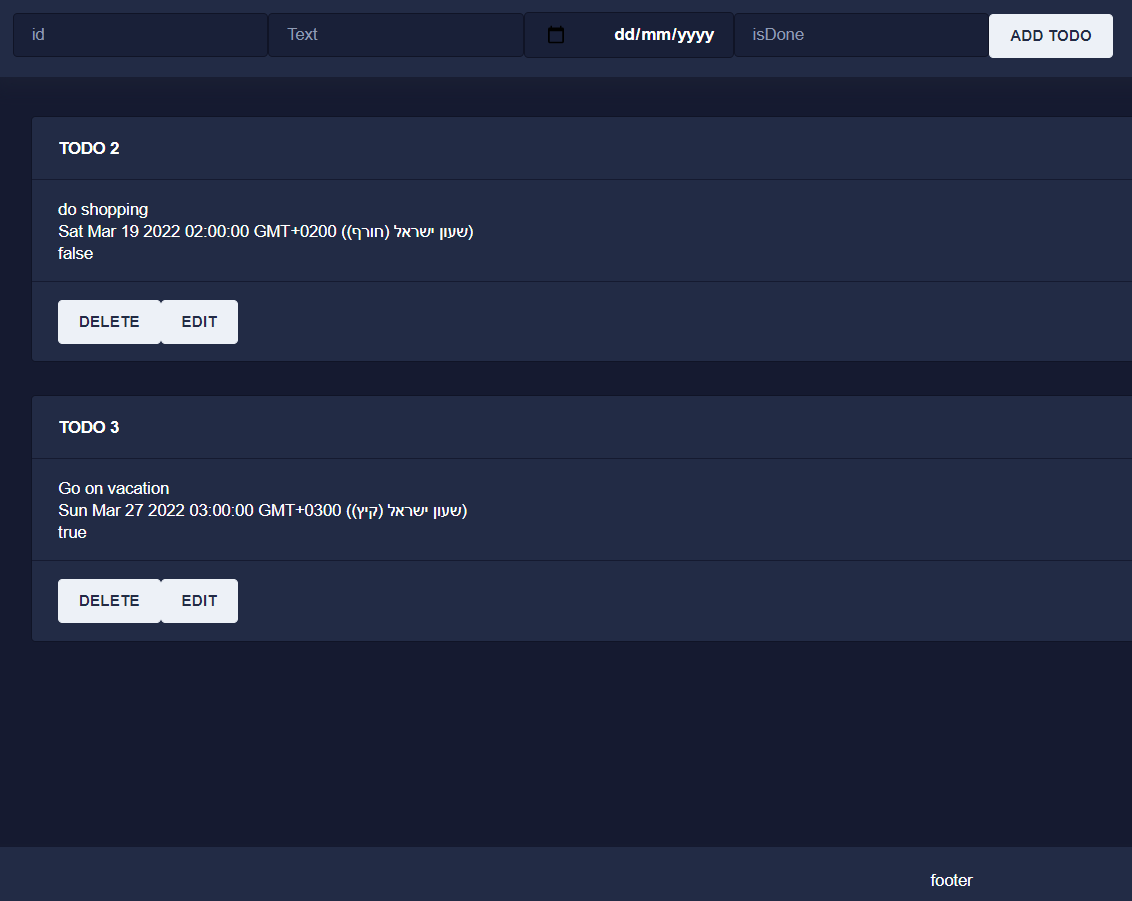 id
Text
dd/mm/yyyy
isDone
ADD TODO
TODO 2
do shopping
Sat Mar 19 2022 02:00:00 GMT+0200 (שעון ישראל (חורף))
false
DELETE
EDIT
TODO 3
Go on vacation
Sun Mar 27 2022 03:00:00 GMT+0300 (שעון ישראל (קיץ))
true
DELETE
EDIT
footer